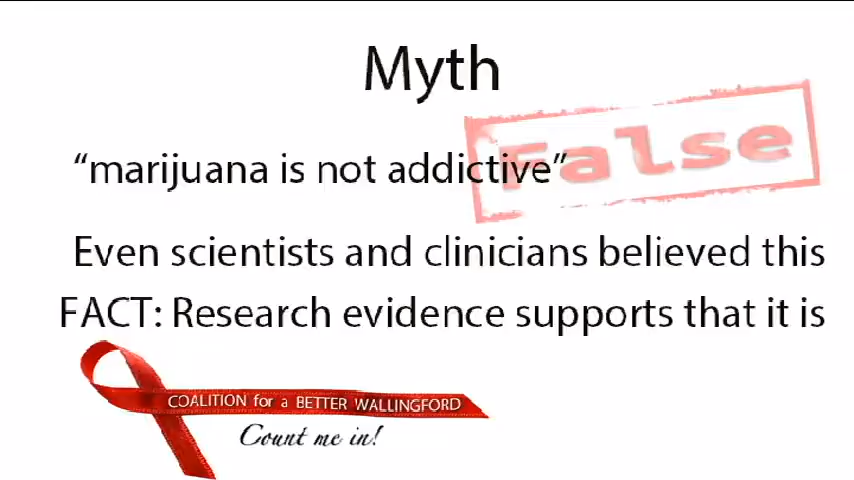 Myth
False
“marijuana is not addictive”
Even scientists and clinicians believed this
FACT: Research evidence supports that it is
COALITION for a BETTER WALLINGFORD
Count me in!